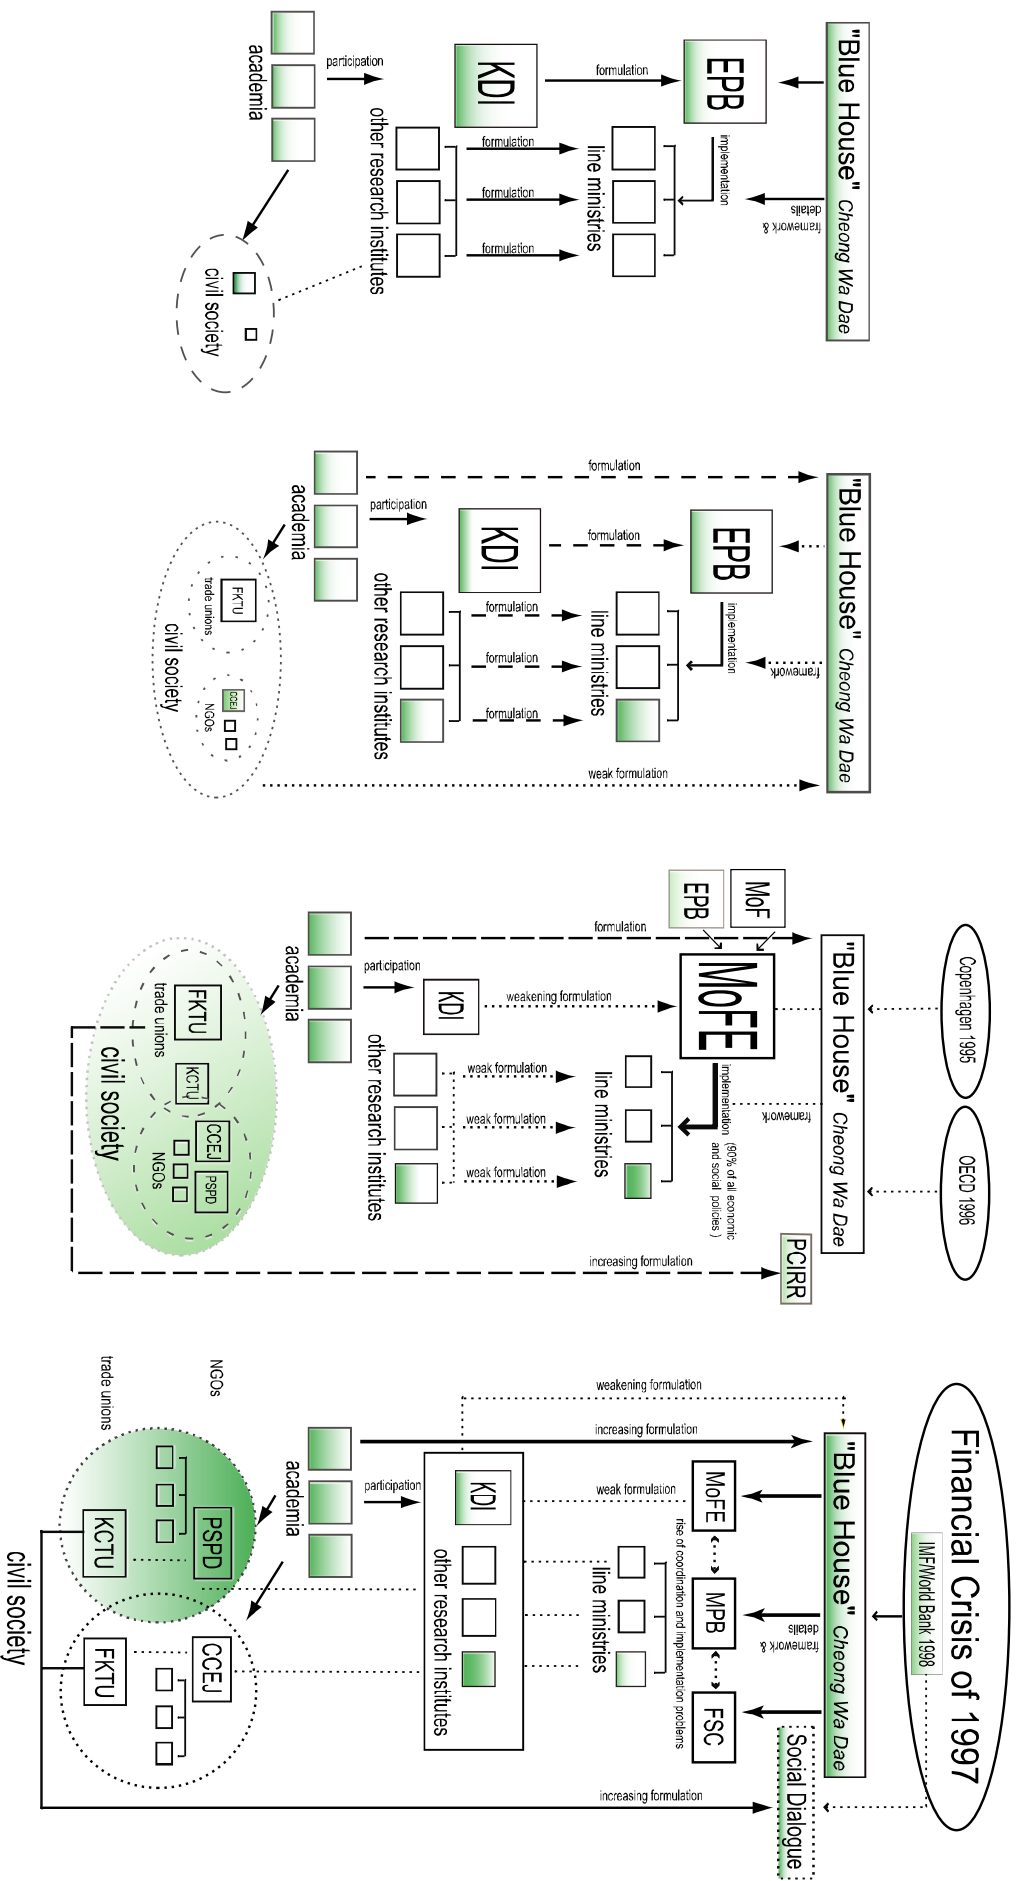 "Blue House" Cheong Wa Dae
framework &
details
EPB
implementation
formulation
formulation
formulation
formulation
line ministries
KDI
other research institutes
participation
academia
civil society
"Blue House" Cheong Wa Dae
framework
formulation
EPB
implementation
formulation
formulation
formulation
formulation
weak formulation
line ministries
KDI
other research institutes
participation
academia
FKTU
trade unions
CCEJ
NGOs
civil society
Copenhagen 1995
OECD 1996
"Blue House" Cheong Wa Dae
framework
PCIRR
MoF
EPB
MoFE
implementation
(90% of all economic
and social policies )
formulation
weakening formulation
weak formulation
weak formulation
weak formulation
increasing formulation
line ministries
KDI
other research institutes
participation
academia
FKTU
trade unions
KCTU
CCEJ
PSPD
NGOs
civil society
Financial Crisis of 1997
IMF/World Bank 1998
"Blue House" Cheong Wa Dae
framework &
details
Social Dialogue
MoFE
MPB
FSC
rise of coordination and implementation problems
weakening formulation
increasing formulation
weak formulation
increasing formulation
line ministries
KDI
other research institutes
participation
academia
NGOs
trade unions
PSPD
KCTU
CCEJ
FKTU
civil society